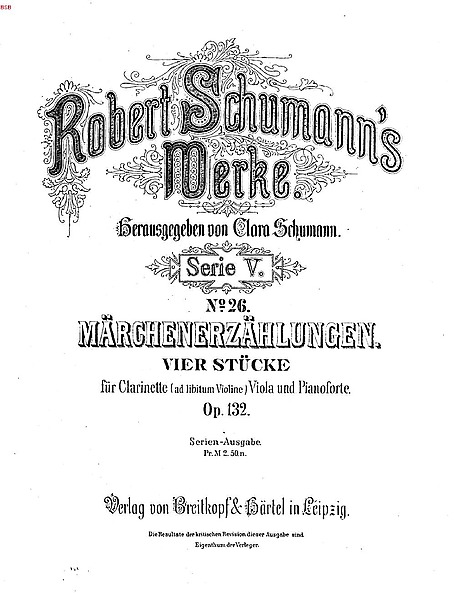 BSB
Robert Schumann's
Werke.
Herausgegeben von Clara Schumann.
Serie V.
No. 26.
MÄRCHENERZÄHLUNGEN.
VIER STÜCKE
für Clarinette (ad libitum Violine) Viola und Pianoforte.
Op. 132.
Serien-Ausgabe.
Pr. M 2.50. n.
Verlag von Breitkopf & Härtel in Leipzig.
Die Resultate der kritischen Revision dieser Ausgabe sind
Eigenthum der Verleger.